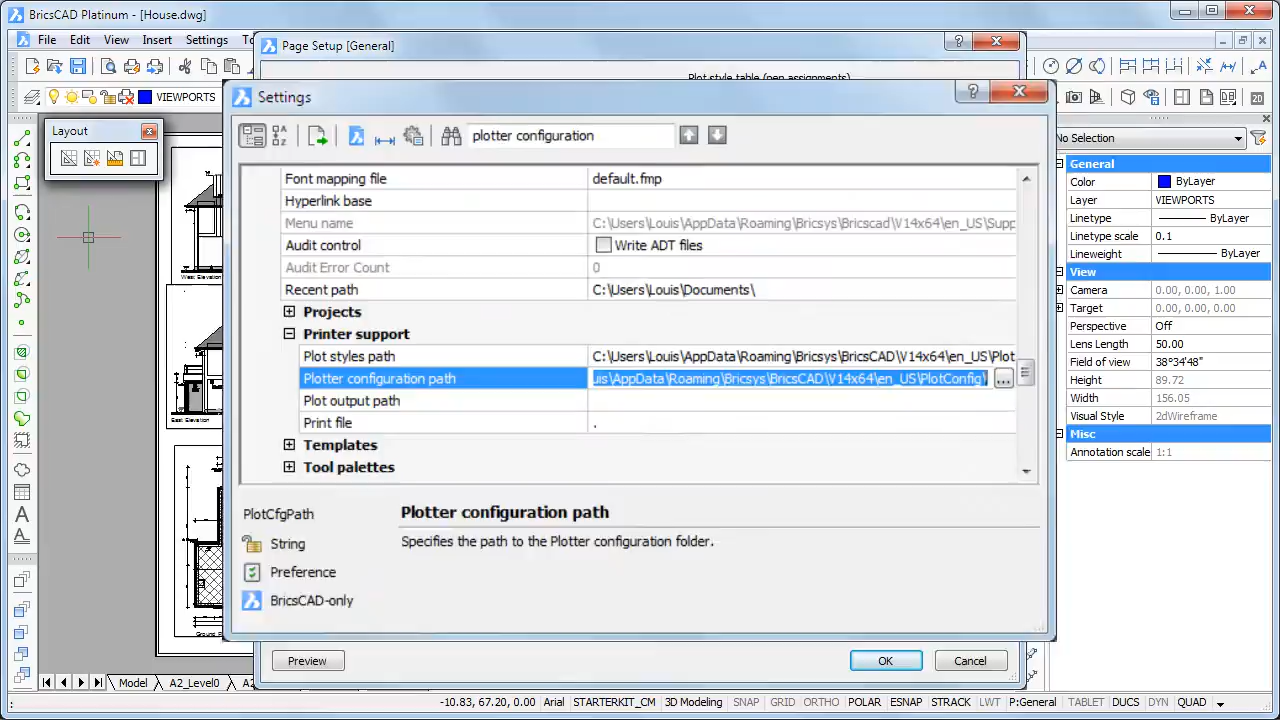 BricsCAD Platinum - [House.dwg]
File Edit View Insert Settings
Page Setup [General]
Plot style table (pen assignments)
VIEWPORTS
Settings
Layout
plotter configuration
No Selection
Font mapping file default.fmp
Hyperlink base
Menu name C:\Users\Louis\AppData\Roaming\Bricsys\Bricscad\V14x64\en_US\Supp
Audit control Write ADT files
Audit Error Count 0
Recent path C:\Users\Louis\Documents\
Projects
Printer support
Plot styles path C:\Users\Louis\AppData\Roaming\Bricsys\BricsCAD\V14x64\en_US\Plot
Plotter configuration path uis\AppData\Roaming\Bricsys\BricsCAD\V14x64\en_US\PlotConfig\ ...
Plot output path
Print file .
Templates
Tool palettes
PlotCfgPath
Plotter configuration path
String
Specifies the path to the Plotter configuration folder.
Preference
BricsCAD-only
General
Color ByLayer
Layer VIEWPORTS
Linetype ByLayer
Linetype scale 0.1
Lineweight ByLayer
View
Camera 0.00, 0.00, 1.00
Target 0.00, 0.00, 0.00
Perspective Off
Lens Length 50.00
Field of view 38°34'48"
Height 89.72
Width 156.05
Visual Style 2dWireframe
Misc
Annotation scale 1:1
West Elevation
East Elevation
Preview OK Cancel
Model A2_Level0
: -10.83, 67.20, 0.00 Arial STARTERKIT_CM 3D Modeling SNAP GRID ORTHO POLAR ESNAP STRACK LWT P:General TABLET DUCS DYN QUAD